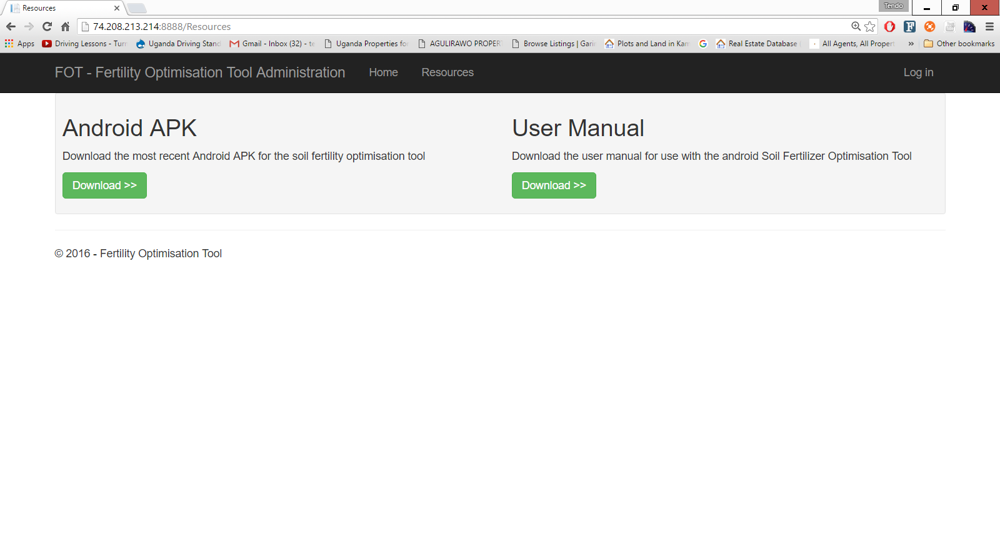 Resources
Tendo
74.208.213.214:8888/Resources
Apps
Driving Lessons - Turn
Uganda Driving Stand
Gmail - Inbox (32) - te
Uganda Properties for
AGULIRAWO PROPERT
Browse Listings | Garin
Plots and Land in Kam
Real Estate Database
All Agents, All Propert
»
Other bookmarks
FOT - Fertility Optimisation Tool Administration
Home
Resources
Log in
Android APK
Download the most recent Android APK for the soil fertility optimisation tool
Download >>
User Manual
Download the user manual for use with the android Soil Fertilizer Optimisation Tool
Download >>
© 2016 - Fertility Optimisation Tool